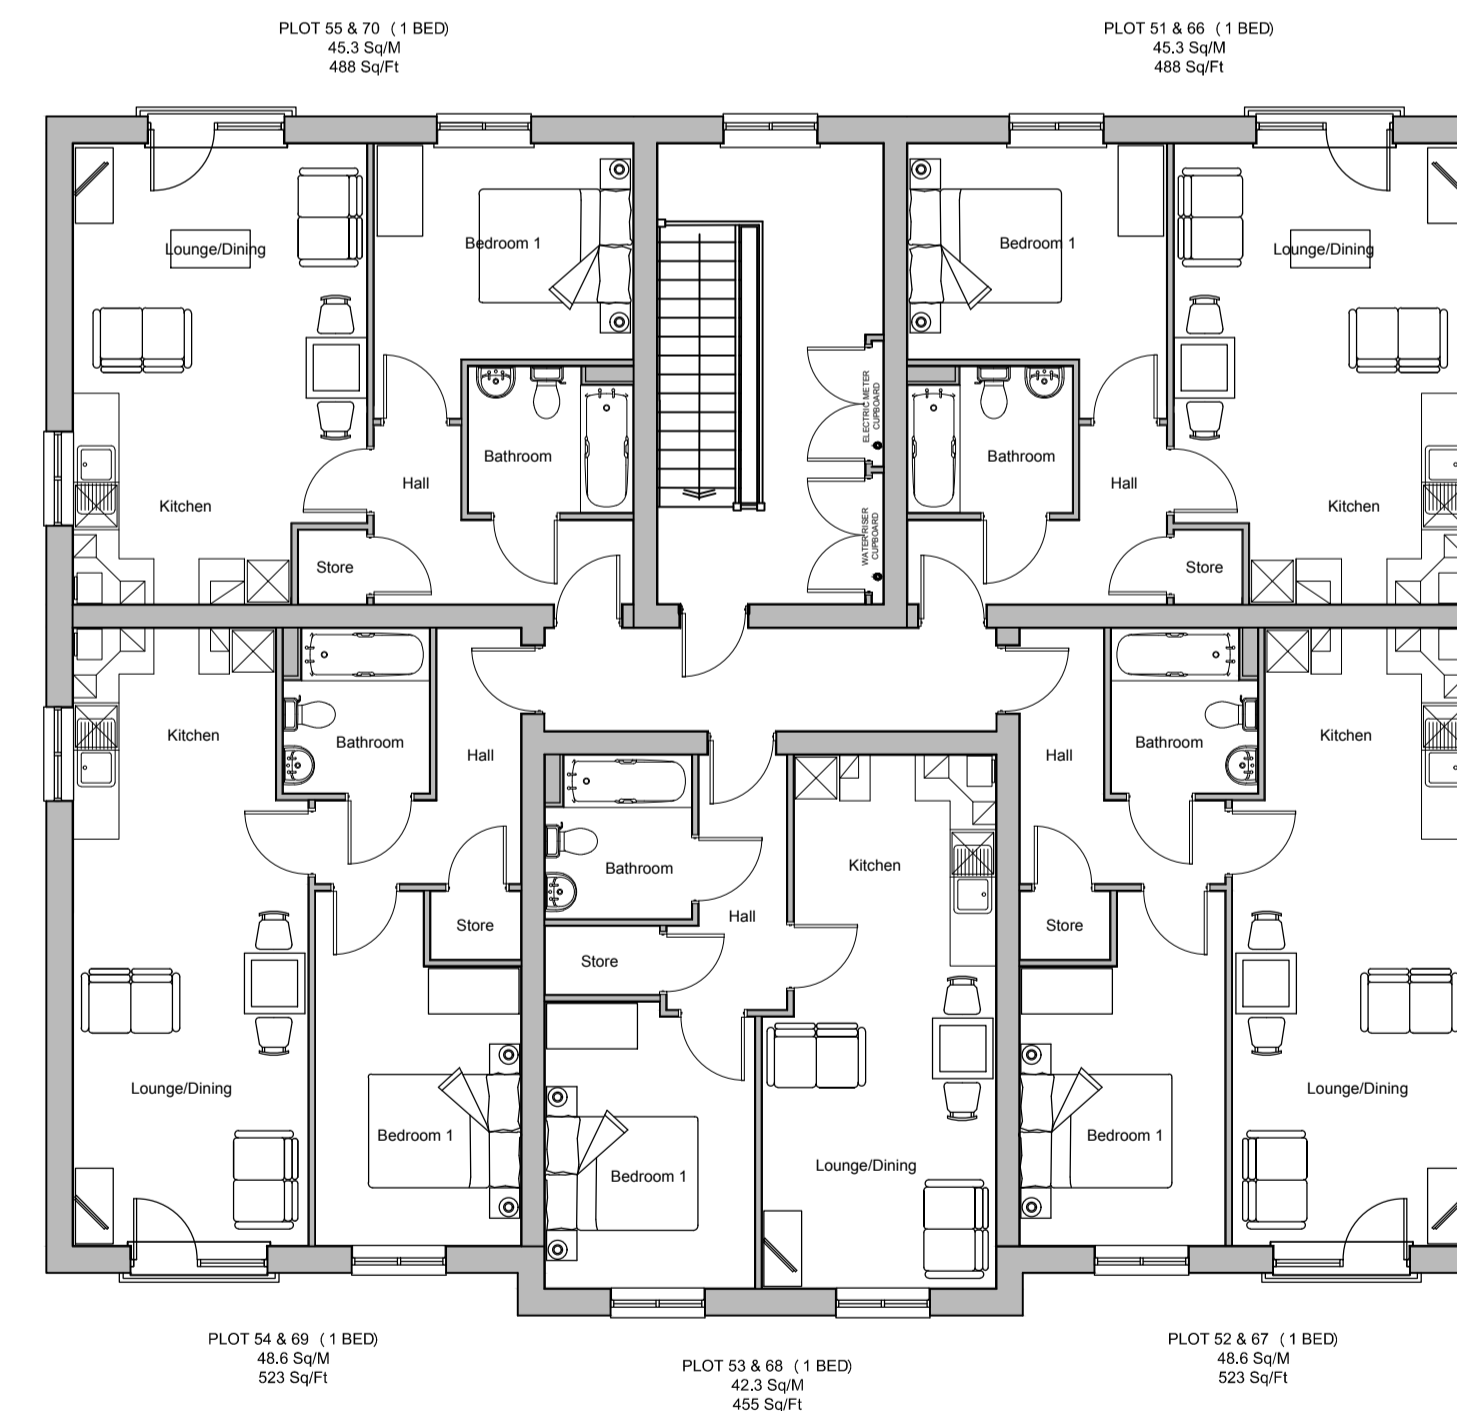 PLOT 55 & 70 ( 1 BED)
45.3 Sq/M
488 Sq/Ft
PLOT 51 & 66 ( 1 BED)
45.3 Sq/M
488 Sq/Ft
Lounge/Dining
Bedroom 1
Bedroom 1
Lounge/Dining
ELECTRIC METER
CUPBOARD
Bathroom
Bathroom
Hall
Hall
Kitchen
Kitchen
WATER RISER
CUPBOARD
Store
Store
Kitchen
Bathroom
Hall
Hall
Bathroom
Kitchen
Bathroom
Kitchen
Hall
Store
Store
Store
Lounge/Dining
Lounge/Dining
Bedroom 1
Bedroom 1
Bedroom 1
Lounge/Dining
PLOT 54 & 69 ( 1 BED)
48.6 Sq/M
523 Sq/Ft
PLOT 53 & 68 ( 1 BED)
42.3 Sq/M
455 Sq/Ft
PLOT 52 & 67 ( 1 BED)
48.6 Sq/M
523 Sq/Ft